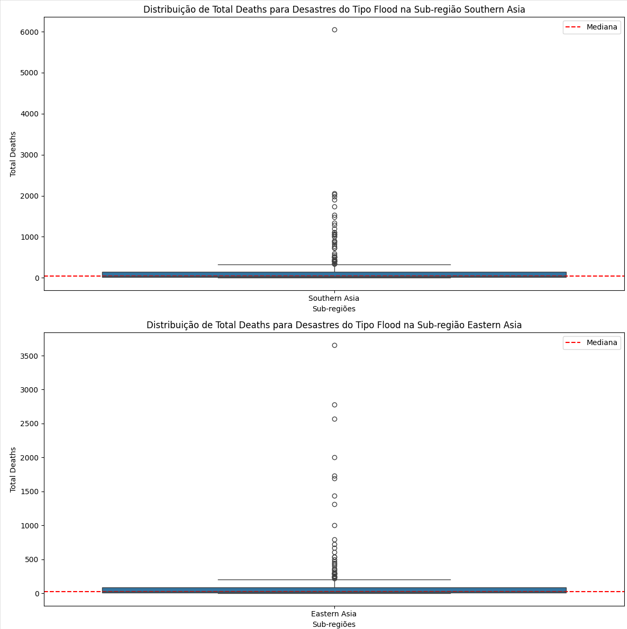 Distribuição de Total Deaths para Desastres do Tipo Flood na Sub-região Southern Asia
Mediana
6000
5000
4000
3000
2000
1000
0
Total Deaths
Southern Asia
Sub-regiões
Distribuição de Total Deaths para Desastres do Tipo Flood na Sub-região Eastern Asia
Mediana
3500
3000
2500
2000
1500
1000
500
0
Total Deaths
Eastern Asia
Sub-regiões